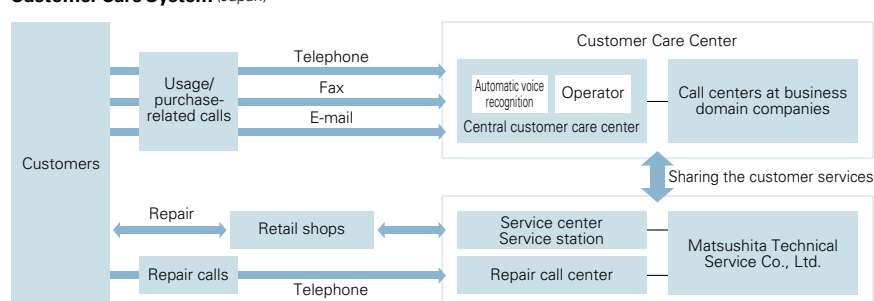 Customer Care System (Japan)
Customer Care Center
Telephone
Usage/
purchase-
related calls
Fax
E-mail
Automatic voice
recognition
Operator
Central customer care center
Call centers at business
domain companies
Customers
Sharing the customer services
Repair
Retail shops
Service center
Service station
Matsushita Technical
Service Co., Ltd.
Repair calls
Telephone
Repair call center